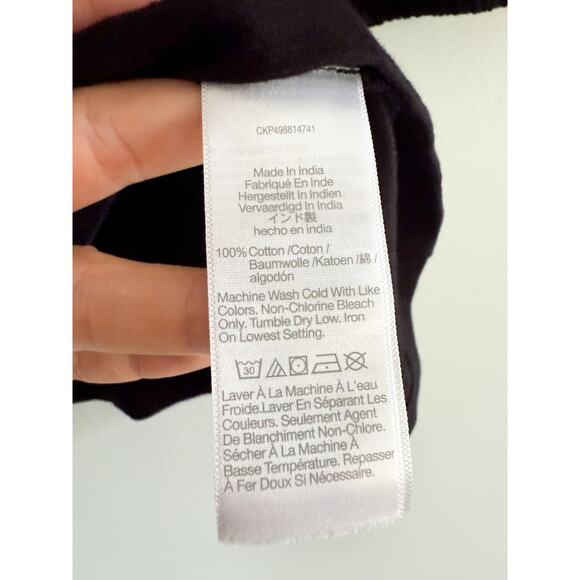 CKP498814741
Made In India
Fabriqué En Inde
Hergestellt In Indien
Vervaardigd In India
インド製
hecho en india
100% Cotton /Coton /
Baumwolle /Katoen /綿 /
algodón
Machine Wash Cold With Like
Colors. Non-Chlorine Bleach
Only. Tumble Dry Low. Iron
On Lowest Setting.
30
Laver À La Machine À L'eau
Froide.Laver En Séparant Les
Couleurs. Seulement Agent
De Blanchiment Non-Chlore.
Sécher À La Machine À
Basse Température. Repasser
À Fer Doux Si Nécessaire.